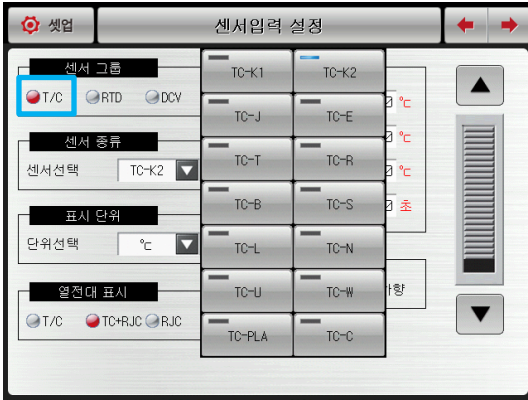 셋업
센서입력 설정
센서 그룹
T/C RTD DCV
센서 종류
센서선택 TC-K2
표시 단위
단위선택 ℃
열전대 표시
T/C TC+RJC RJC
TC-K1 TC-K2
TC-J TC-E
TC-T TC-R
TC-B TC-S
TC-L TC-N
TC-U TC-W
TC-PLA TC-C
℃
℃
℃
초
향